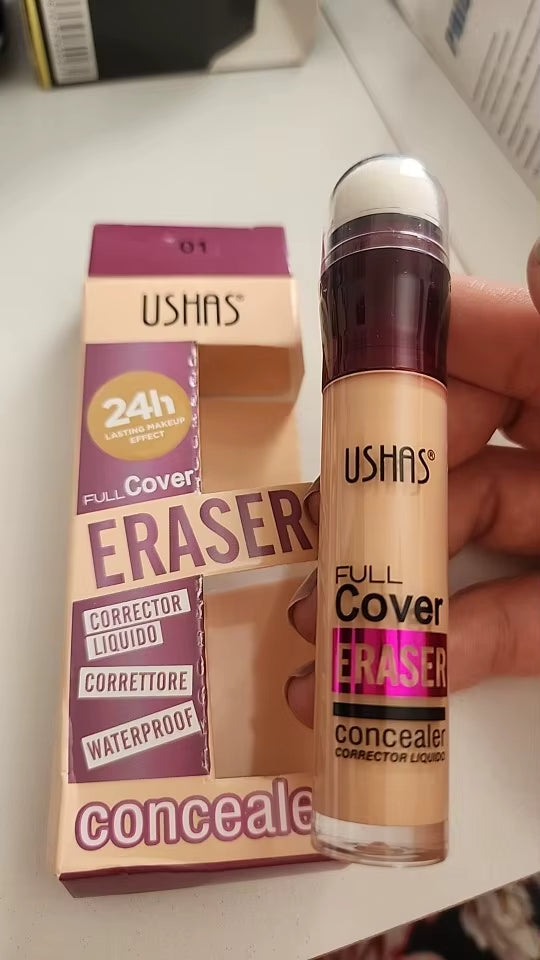 01
USHAS®
24h
LASTING MAKEUP
EFFECT
FULL Cover
ERASER
CORRECTOR
LIQUIDO
CORRETTORE
WATERPROOF
conceale
USHAS®
FULL
Cover
ERASER
concealer
CORRECTOR LIQUIDO